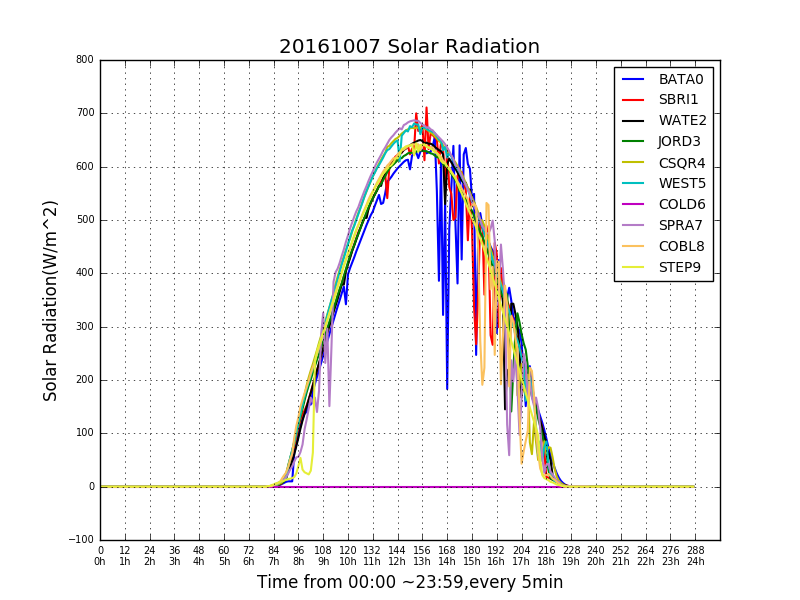 20161007 Solar Radiation
800
700
600
500
400
300
200
100
0
−100
Solar Radiation(W/m^2)
BATA0
SBRI1
WATE2
JORD3
CSQR4
WEST5
COLD6
SPRA7
COBL8
STEP9
0 12 24 36 48 60 72 84 96 108 120 132 144 156 168 180 192 204 216 228 240 252 264 276 288
0h 1h 2h 3h 4h 5h 6h 7h 8h 9h 10h 11h 12h 13h 14h 15h 16h 17h 18h 19h 20h 21h 22h 23h 24h
Time from 00:00 ~23:59,every 5min